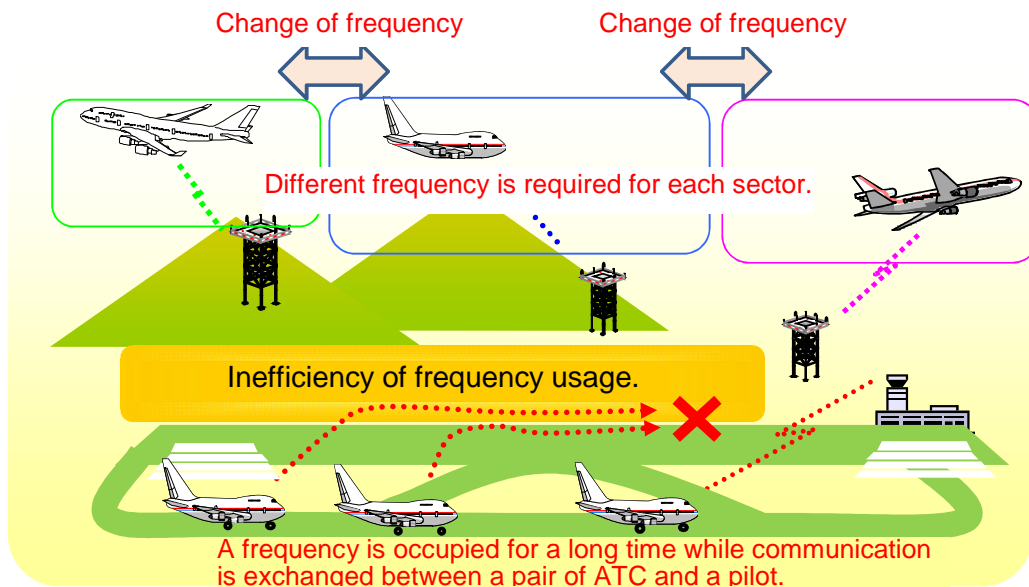 Change of frequency
Change of frequency
Different frequency is required for each sector.
Inefficiency of frequency usage.
A frequency is occupied for a long time while communication
is exchanged between a pair of ATC and a pilot.